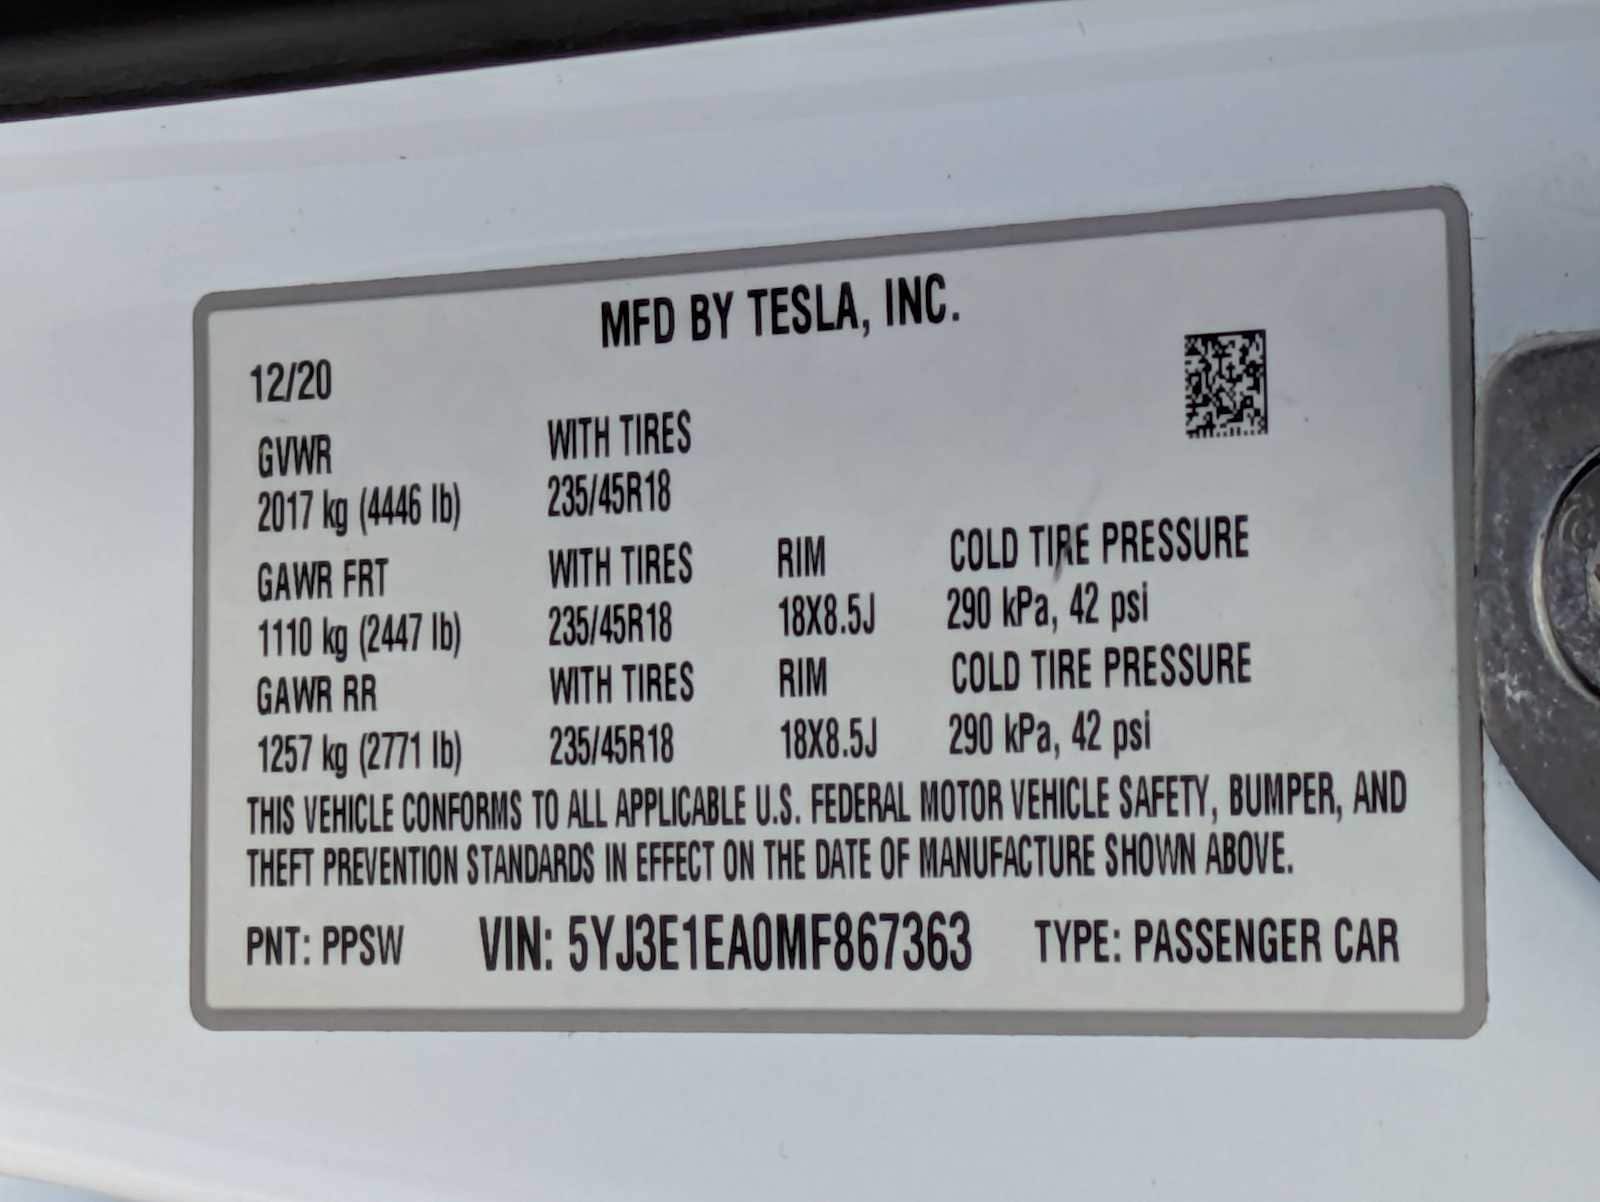 MFD BY TESLA, INC.
12/20
GVWR WITH TIRES
2017 kg (4446 lb) 235/45R18
GAWR FRT WITH TIRES RIM COLD TIRE PRESSURE
1110 kg (2447 lb) 235/45R18 18X8.5J 290 kPa, 42 psi
GAWR RR WITH TIRES RIM COLD TIRE PRESSURE
1257 kg (2771 lb) 235/45R18 18X8.5J 290 kPa, 42 psi
THIS VEHICLE CONFORMS TO ALL APPLICABLE U.S. FEDERAL MOTOR VEHICLE SAFETY, BUMPER, AND
THEFT PREVENTION STANDARDS IN EFFECT ON THE DATE OF MANUFACTURE SHOWN ABOVE.
PNT: PPSW VIN: 5YJ3E1EA0MF867363 TYPE: PASSENGER CAR